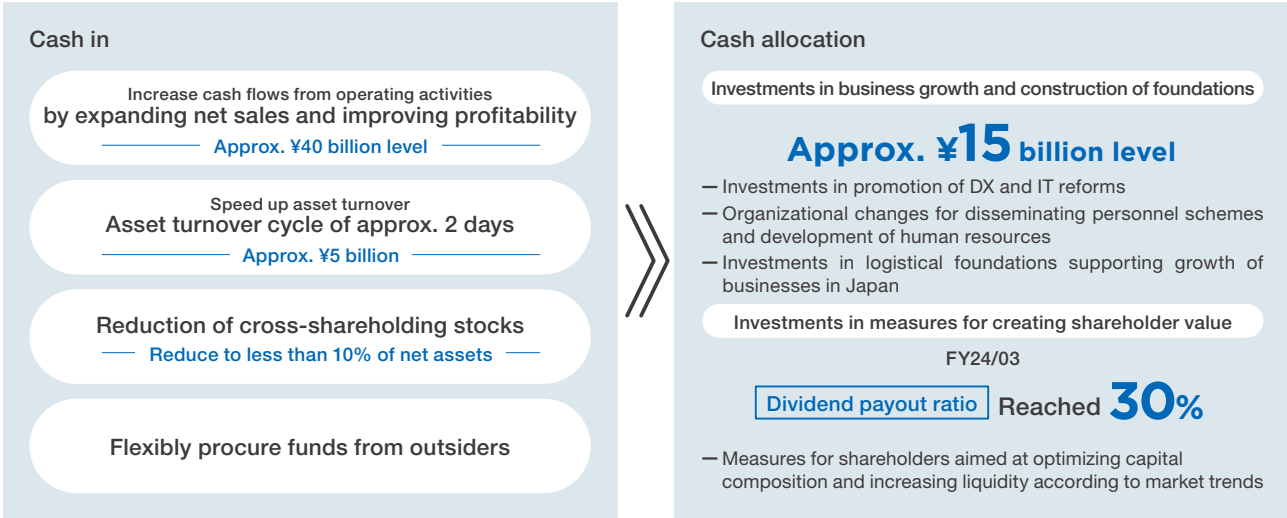 Cash in
Increase cash flows from operating activities
by expanding net sales and improving profitability
Approx. ¥40 billion level
Speed up asset turnover
Asset turnover cycle of approx. 2 days
Approx. ¥5 billion
Reduction of cross-shareholding stocks
Reduce to less than 10% of net assets
Flexibly procure funds from outsiders
Cash allocation
Investments in business growth and construction of foundations
Approx. ¥15 billion level
— Investments in promotion of DX and IT reforms
— Organizational changes for disseminating personnel schemes
and development of human resources
— Investments in logistical foundations supporting growth of
businesses in Japan
Investments in measures for creating shareholder value
FY24/03
Dividend payout ratio Reached 30%
— Measures for shareholders aimed at optimizing capital
composition and increasing liquidity according to market trends